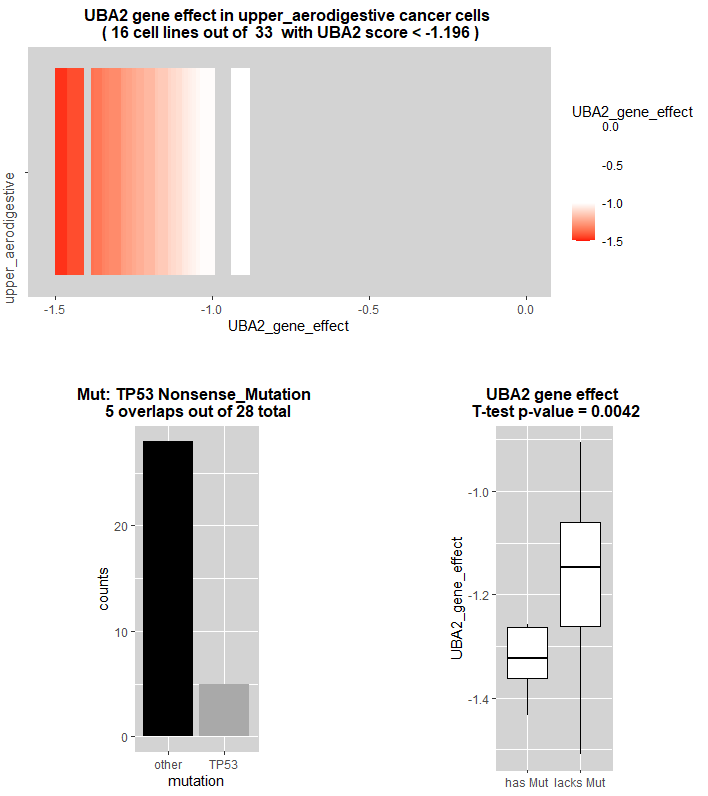 UBA2 gene effect in upper_aerodigestive cancer cells
( 16 cell lines out of  33  with UBA2 score < -1.196 )
upper_aerodigestive
-1.5
-1.0
-0.5
0.0
UBA2_gene_effect
UBA2_gene_effect
0.0
-0.5
-1.0
-1.5
Mut: TP53 Nonsense_Mutation
5 overlaps out of 28 total
counts
20
10
0
other
TP53
mutation
UBA2 gene effect
T-test p-value = 0.0042
UBA2_gene_effect
-1.0
-1.2
-1.4
has Mut
lacks Mut